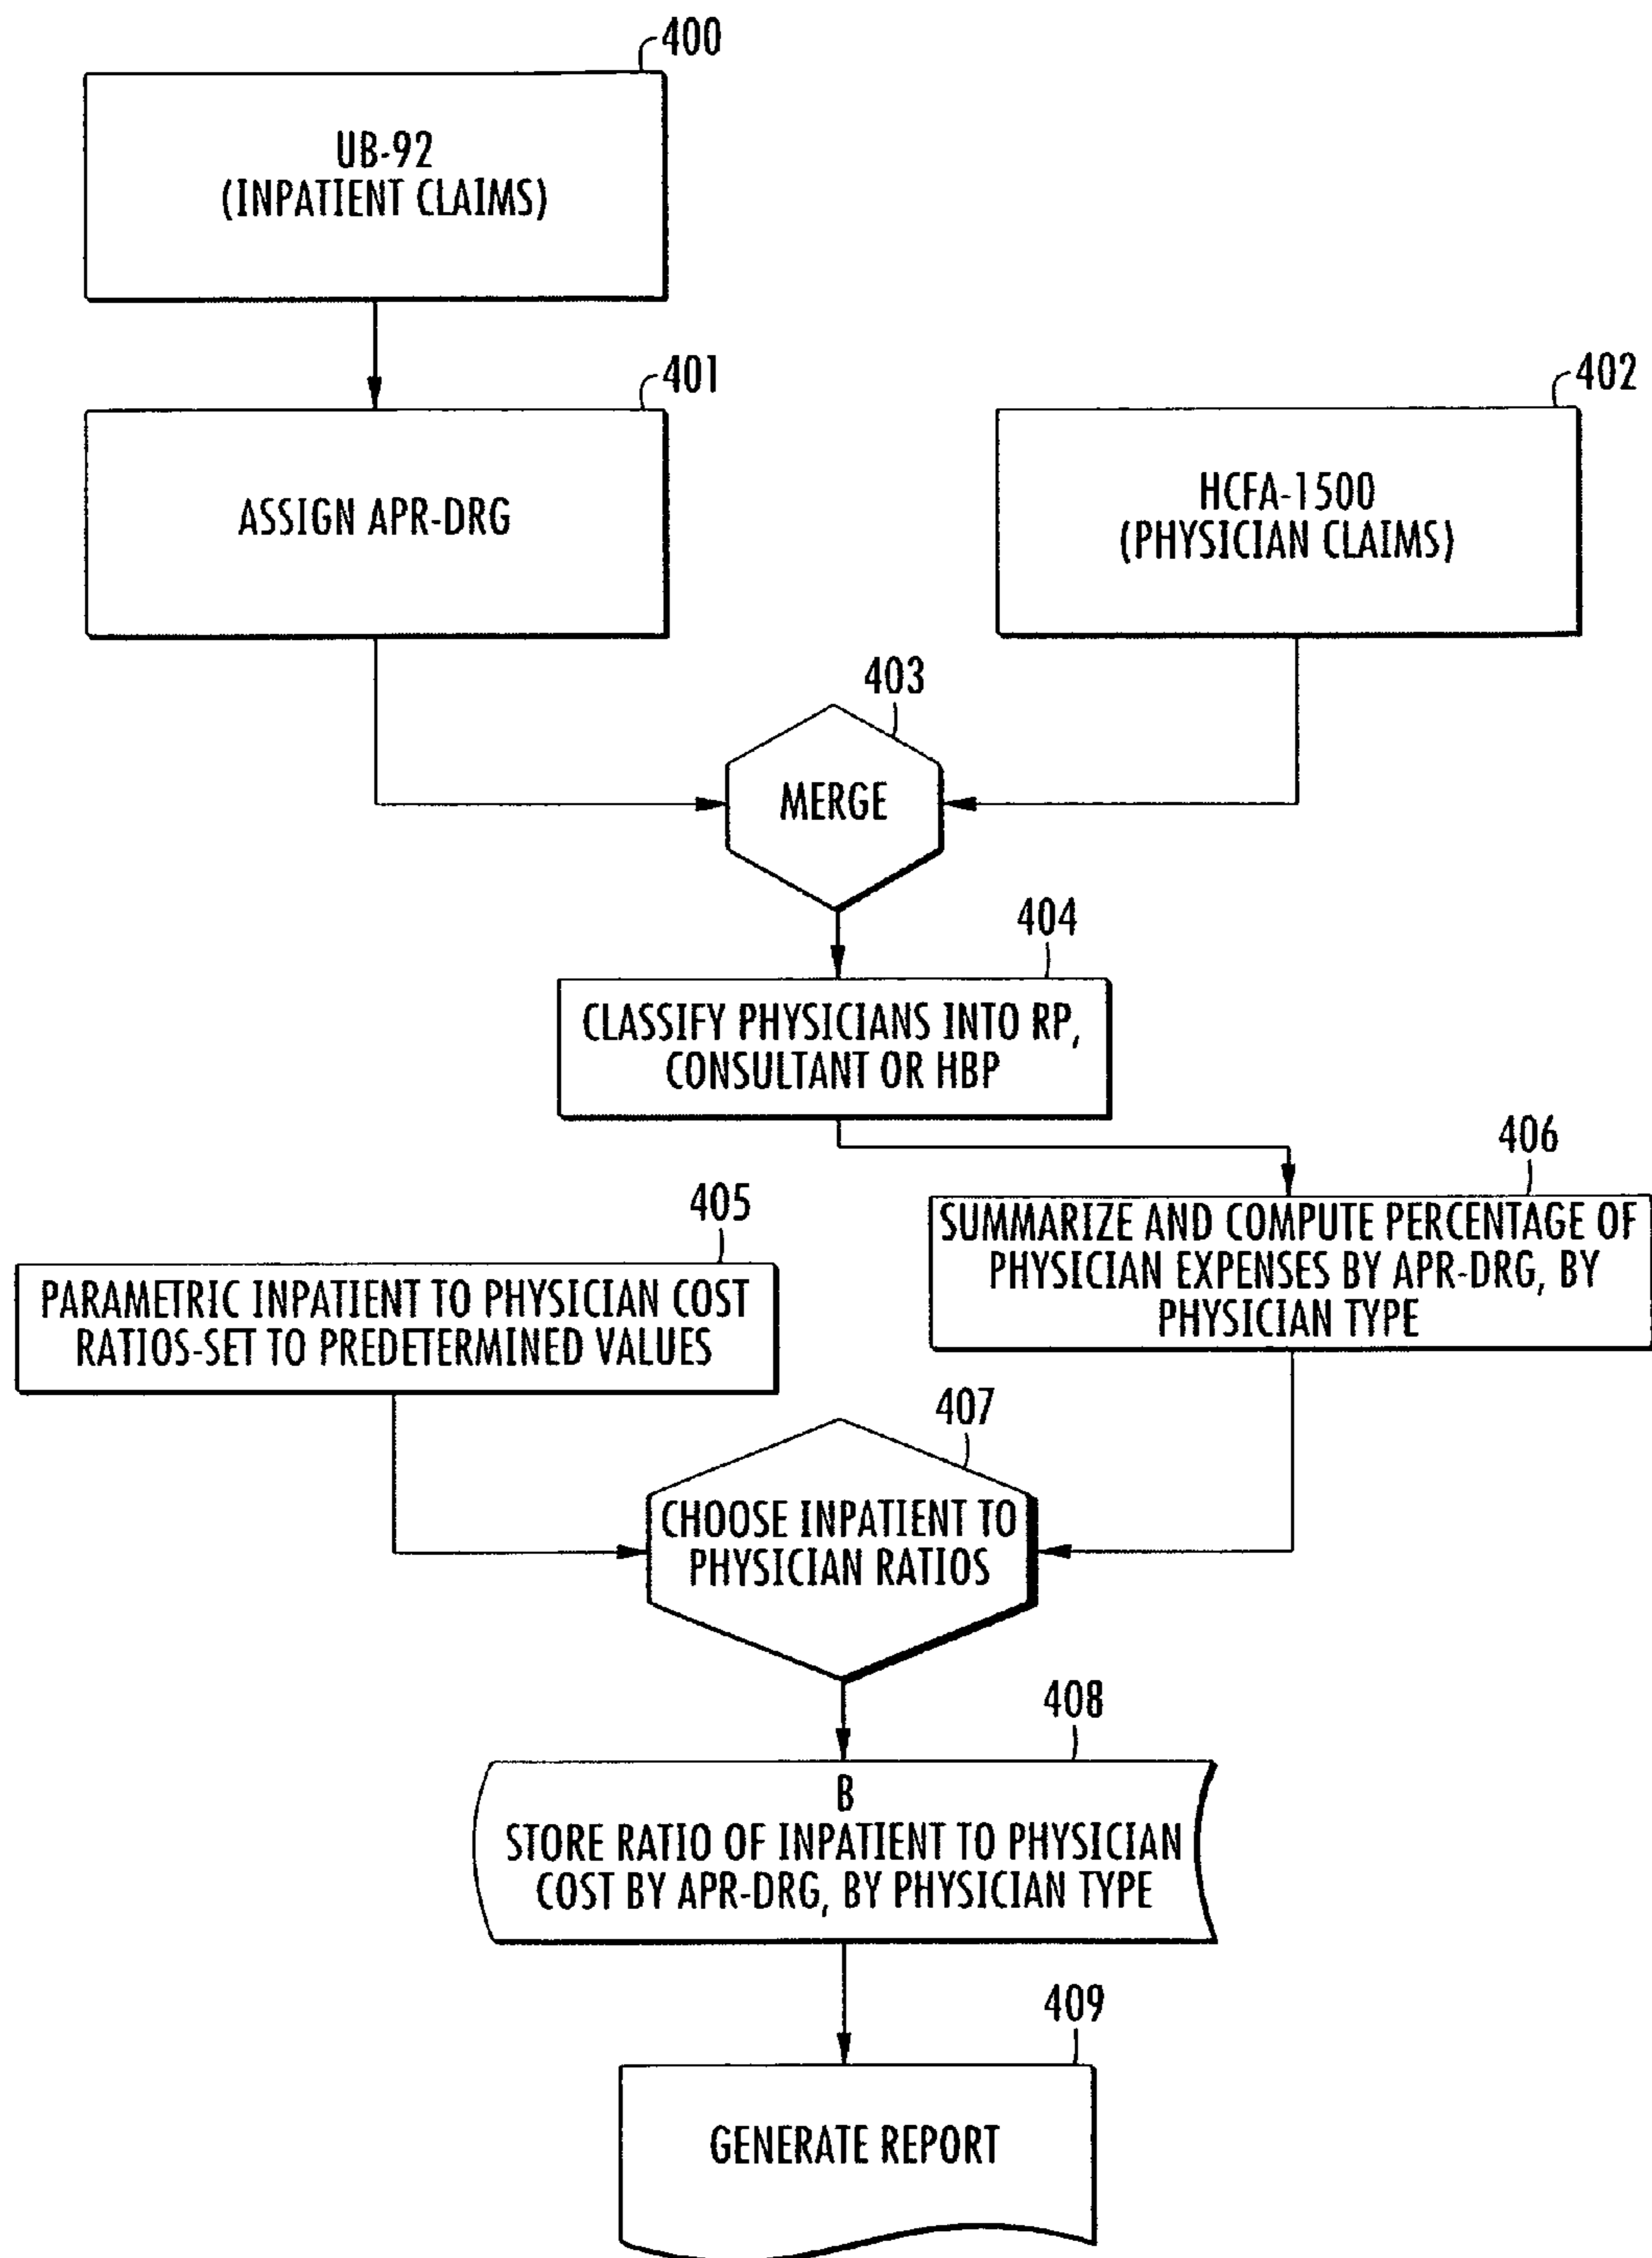 400
UB-92
(INPATIENT CLAIMS)
401
ASSIGN APR-DRG
402
HCFA-1500
(PHYSICIAN CLAIMS)
403
MERGE
404
CLASSIFY PHYSICIANS INTO RP,
CONSULTANT OR HBP
405
PARAMETRIC INPATIENT TO PHYSICIAN COST
RATIOS-SET TO PREDETERMINED VALUES
406
SUMMARIZE AND COMPUTE PERCENTAGE OF
PHYSICIAN EXPENSES BY APR-DRG, BY
PHYSICIAN TYPE
407
CHOOSE INPATIENT TO
PHYSICIAN RATIOS
408
B
STORE RATIO OF INPATIENT TO PHYSICIAN
COST BY APR-DRG, BY PHYSICIAN TYPE
409
GENERATE REPORT